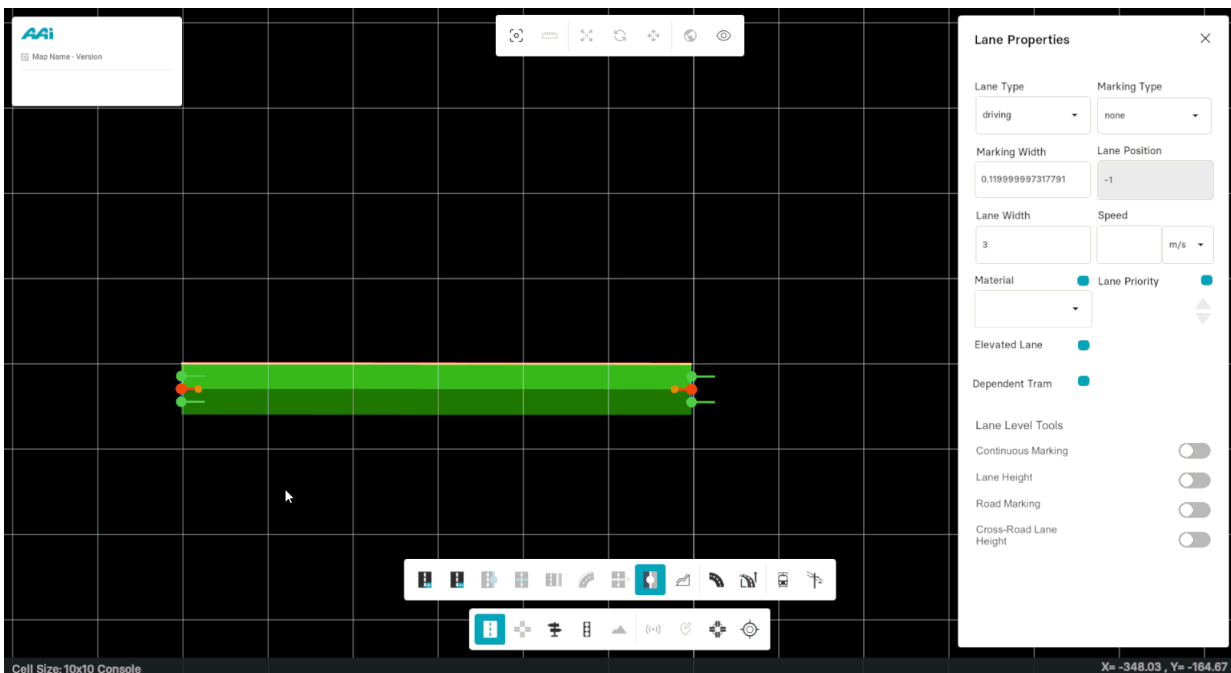 AAi
Map Name - Version
Lane Properties
Lane Type
Marking Type
driving
none
Marking Width
Lane Position
0.119999997317791
-1
Lane Width
Speed
3
m/s
Material
Lane Priority
Elevated Lane
Dependent Tram
Lane Level Tools
Continuous Marking
Lane Height
Road Marking
Cross-Road Lane
Height
Cell Size: 10x10 Console
X= -348.03 , Y= -164.67